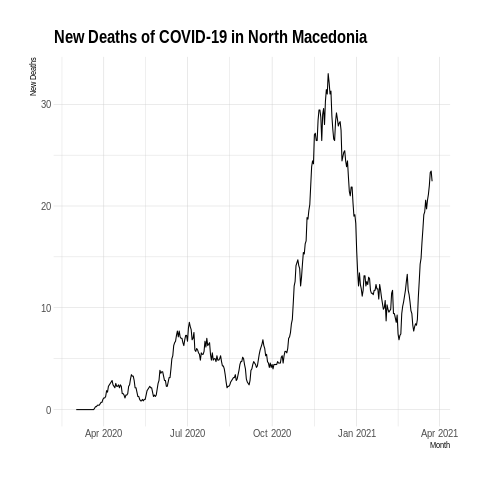 New Deaths of COVID-19 in North Macedonia
New Deaths
30
20
10
0
Apr 2020 Jul 2020 Oct 2020 Jan 2021 Apr 2021
Month